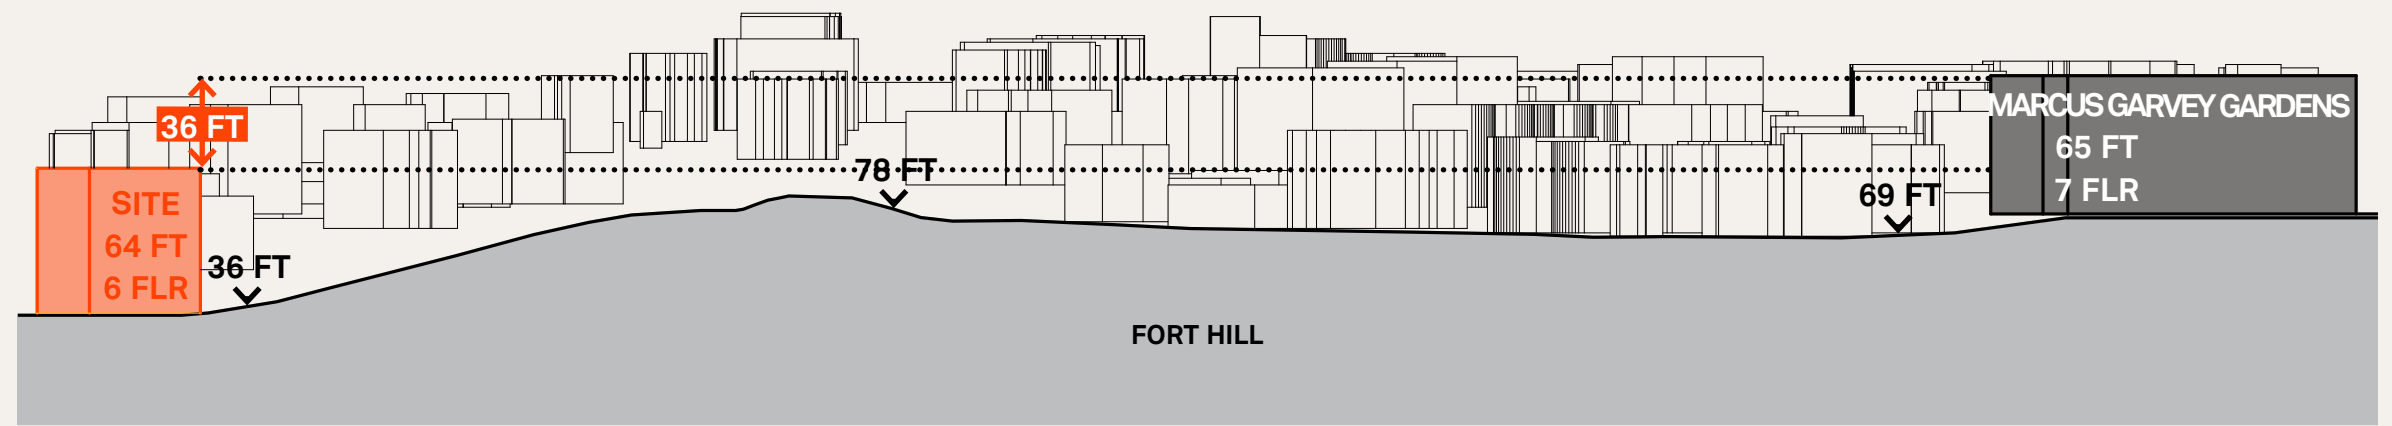 36 FT
SITE
64 FT
6 FLR
36 FT
78 FT
FORT HILL
69 FT
MARCUS GARVEY GARDENS
65 FT
7 FLR